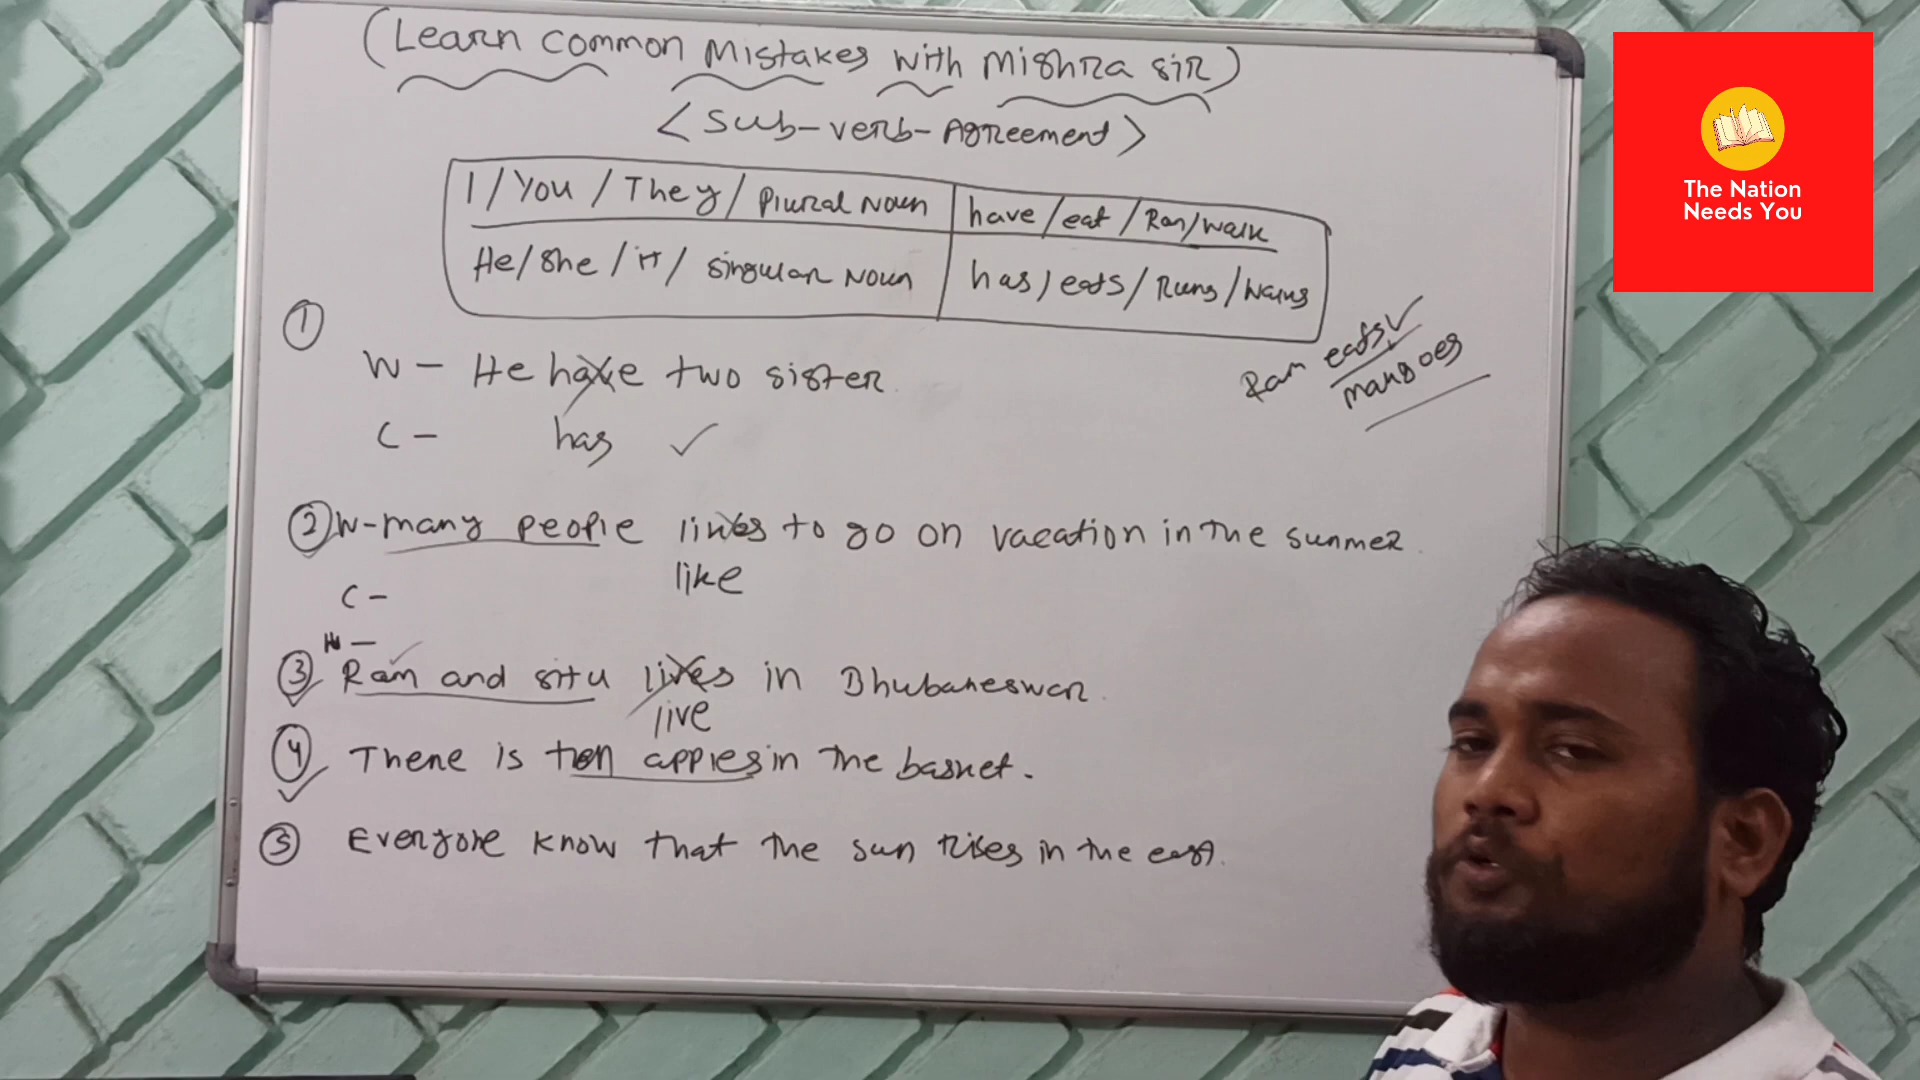 (Learn common Mistakes with Mishra sir)
<Sub-verb-Agreement>
I/You/They/Plural Noun have/eat/Run/walk
He/She/it/singular Noun has/eats/Runs/walks
1
W- He have two sister.
C- has ✓
Ram eats ✓
mangoes
2 W-many people likes to go on vacation in the summer.
like
C-
W-
3 Ram and situ lives in Bhubaneswar.
live
4 There is ten apples in the basket.
5 Everyone know that the sun rises in the east.
The Nation
Needs You